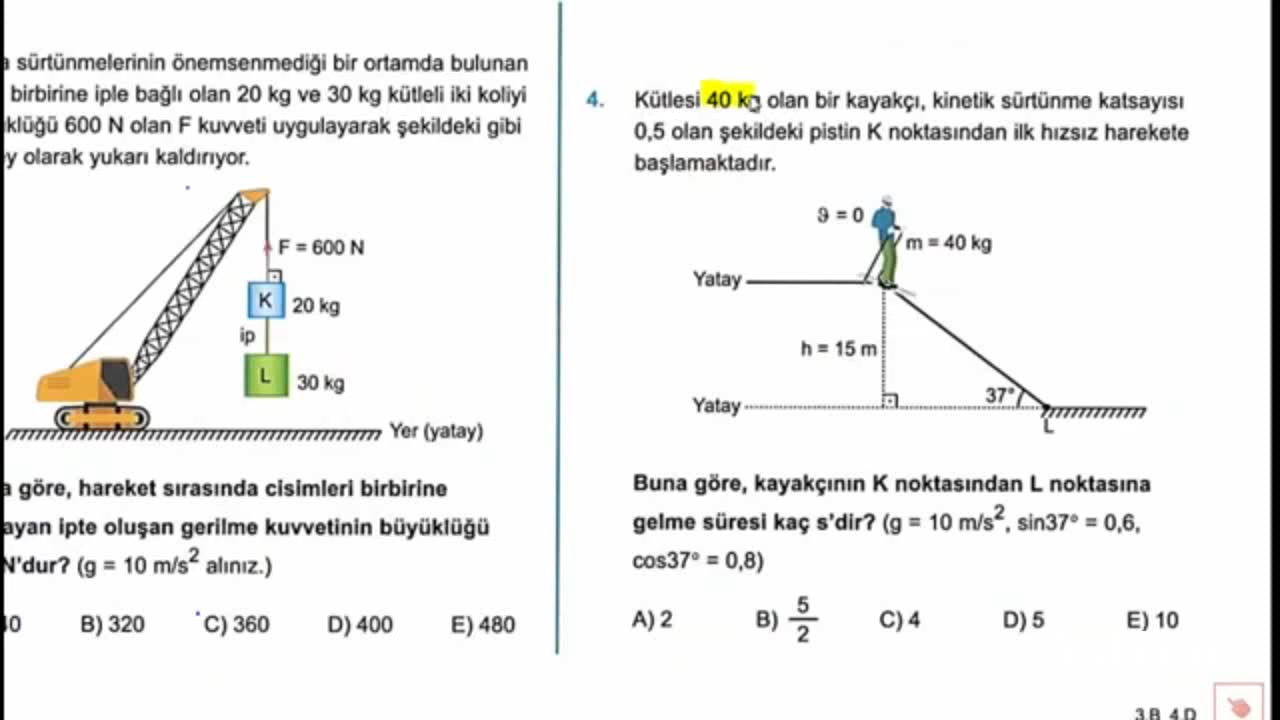 sürtünmelerinin önemsenmediği bir ortamda bulunan
birbirine iple bağlı olan 20 kg ve 30 kg kütleli iki koliyi
600 N olan F kuvveti uygulayarak şekildeki gibi
olarak yukarı kaldırıyor.
F = 600 N
K
20 kg
ip
L
30 kg
Yer (yatay)
göre, hareket sırasında cisimleri birbirine
ipte oluşan gerilme kuvvetinin büyüklüğü
N'dur? (g = 10 m/s² alınız.)
B) 320 C) 360 D) 400 E) 480
4. Kütlesi 40 kg olan bir kayakçı, kinetik sürtünme katsayısı
0,5 olan şekildeki pistin K noktasından ilk hızsız harekete
başlamaktadır.
ϑ = 0
m = 40 kg
Yatay
h = 15 m
37°
Yatay
L
Buna göre, kayakçının K noktasından L noktasına
gelme süresi kaç s'dir? (g = 10 m/s², sin37° = 0,6,
cos37° = 0,8)
A) 2 B) 5/2 C) 4 D) 5 E) 10
3.B 4.D